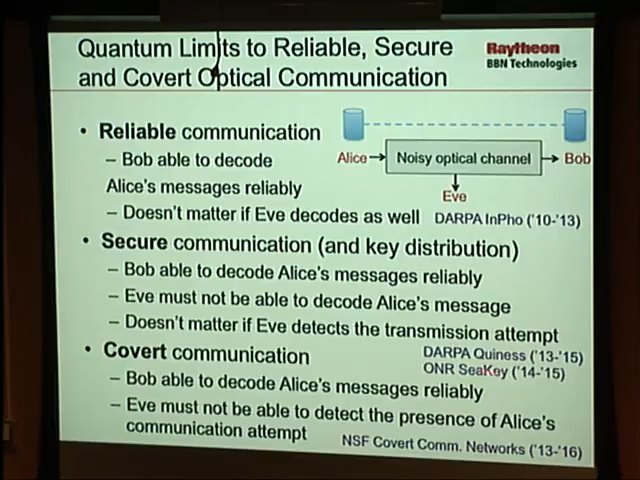 Quantum Limits to Reliable, Secure
and Covert Optical Communication
Raytheon
BBN Technologies
• Reliable communication
– Bob able to decode
Alice's messages reliably
– Doesn't matter if Eve decodes as well
Alice
Noisy optical channel
Bob
Eve
DARPA InPho ('10-'13)
• Secure communication (and key distribution)
– Bob able to decode Alice's messages reliably
– Eve must not be able to decode Alice's message
– Doesn't matter if Eve detects the transmission attempt
DARPA Quiness ('13-'15)
ONR SeaKey ('14-'15)
• Covert communication
– Bob able to decode Alice's messages reliably
– Eve must not be able to detect the presence of Alice's
communication attempt
NSF Covert Comm. Networks ('13-'16)